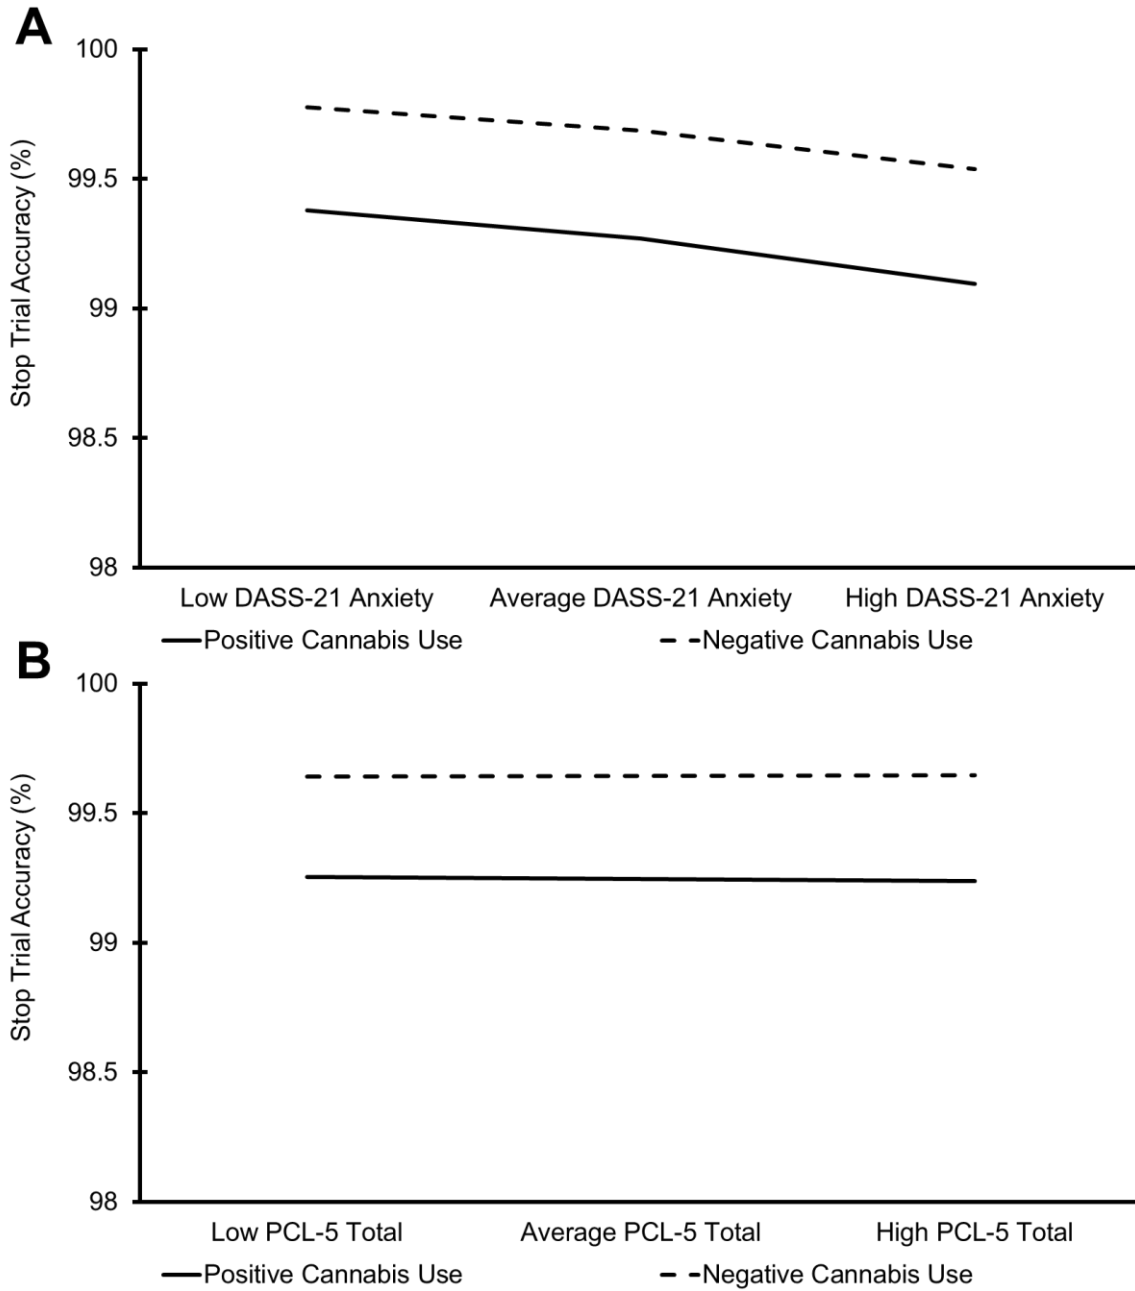 A
100
99.5
99
98.5
98
Stop Trial Accuracy (%)
Low DASS-21 Anxiety Average DASS-21 Anxiety High DASS-21 Anxiety
Positive Cannabis Use Negative Cannabis Use
B
100
99.5
99
98.5
98
Stop Trial Accuracy (%)
Low PCL-5 Total Average PCL-5 Total High PCL-5 Total
Positive Cannabis Use Negative Cannabis Use